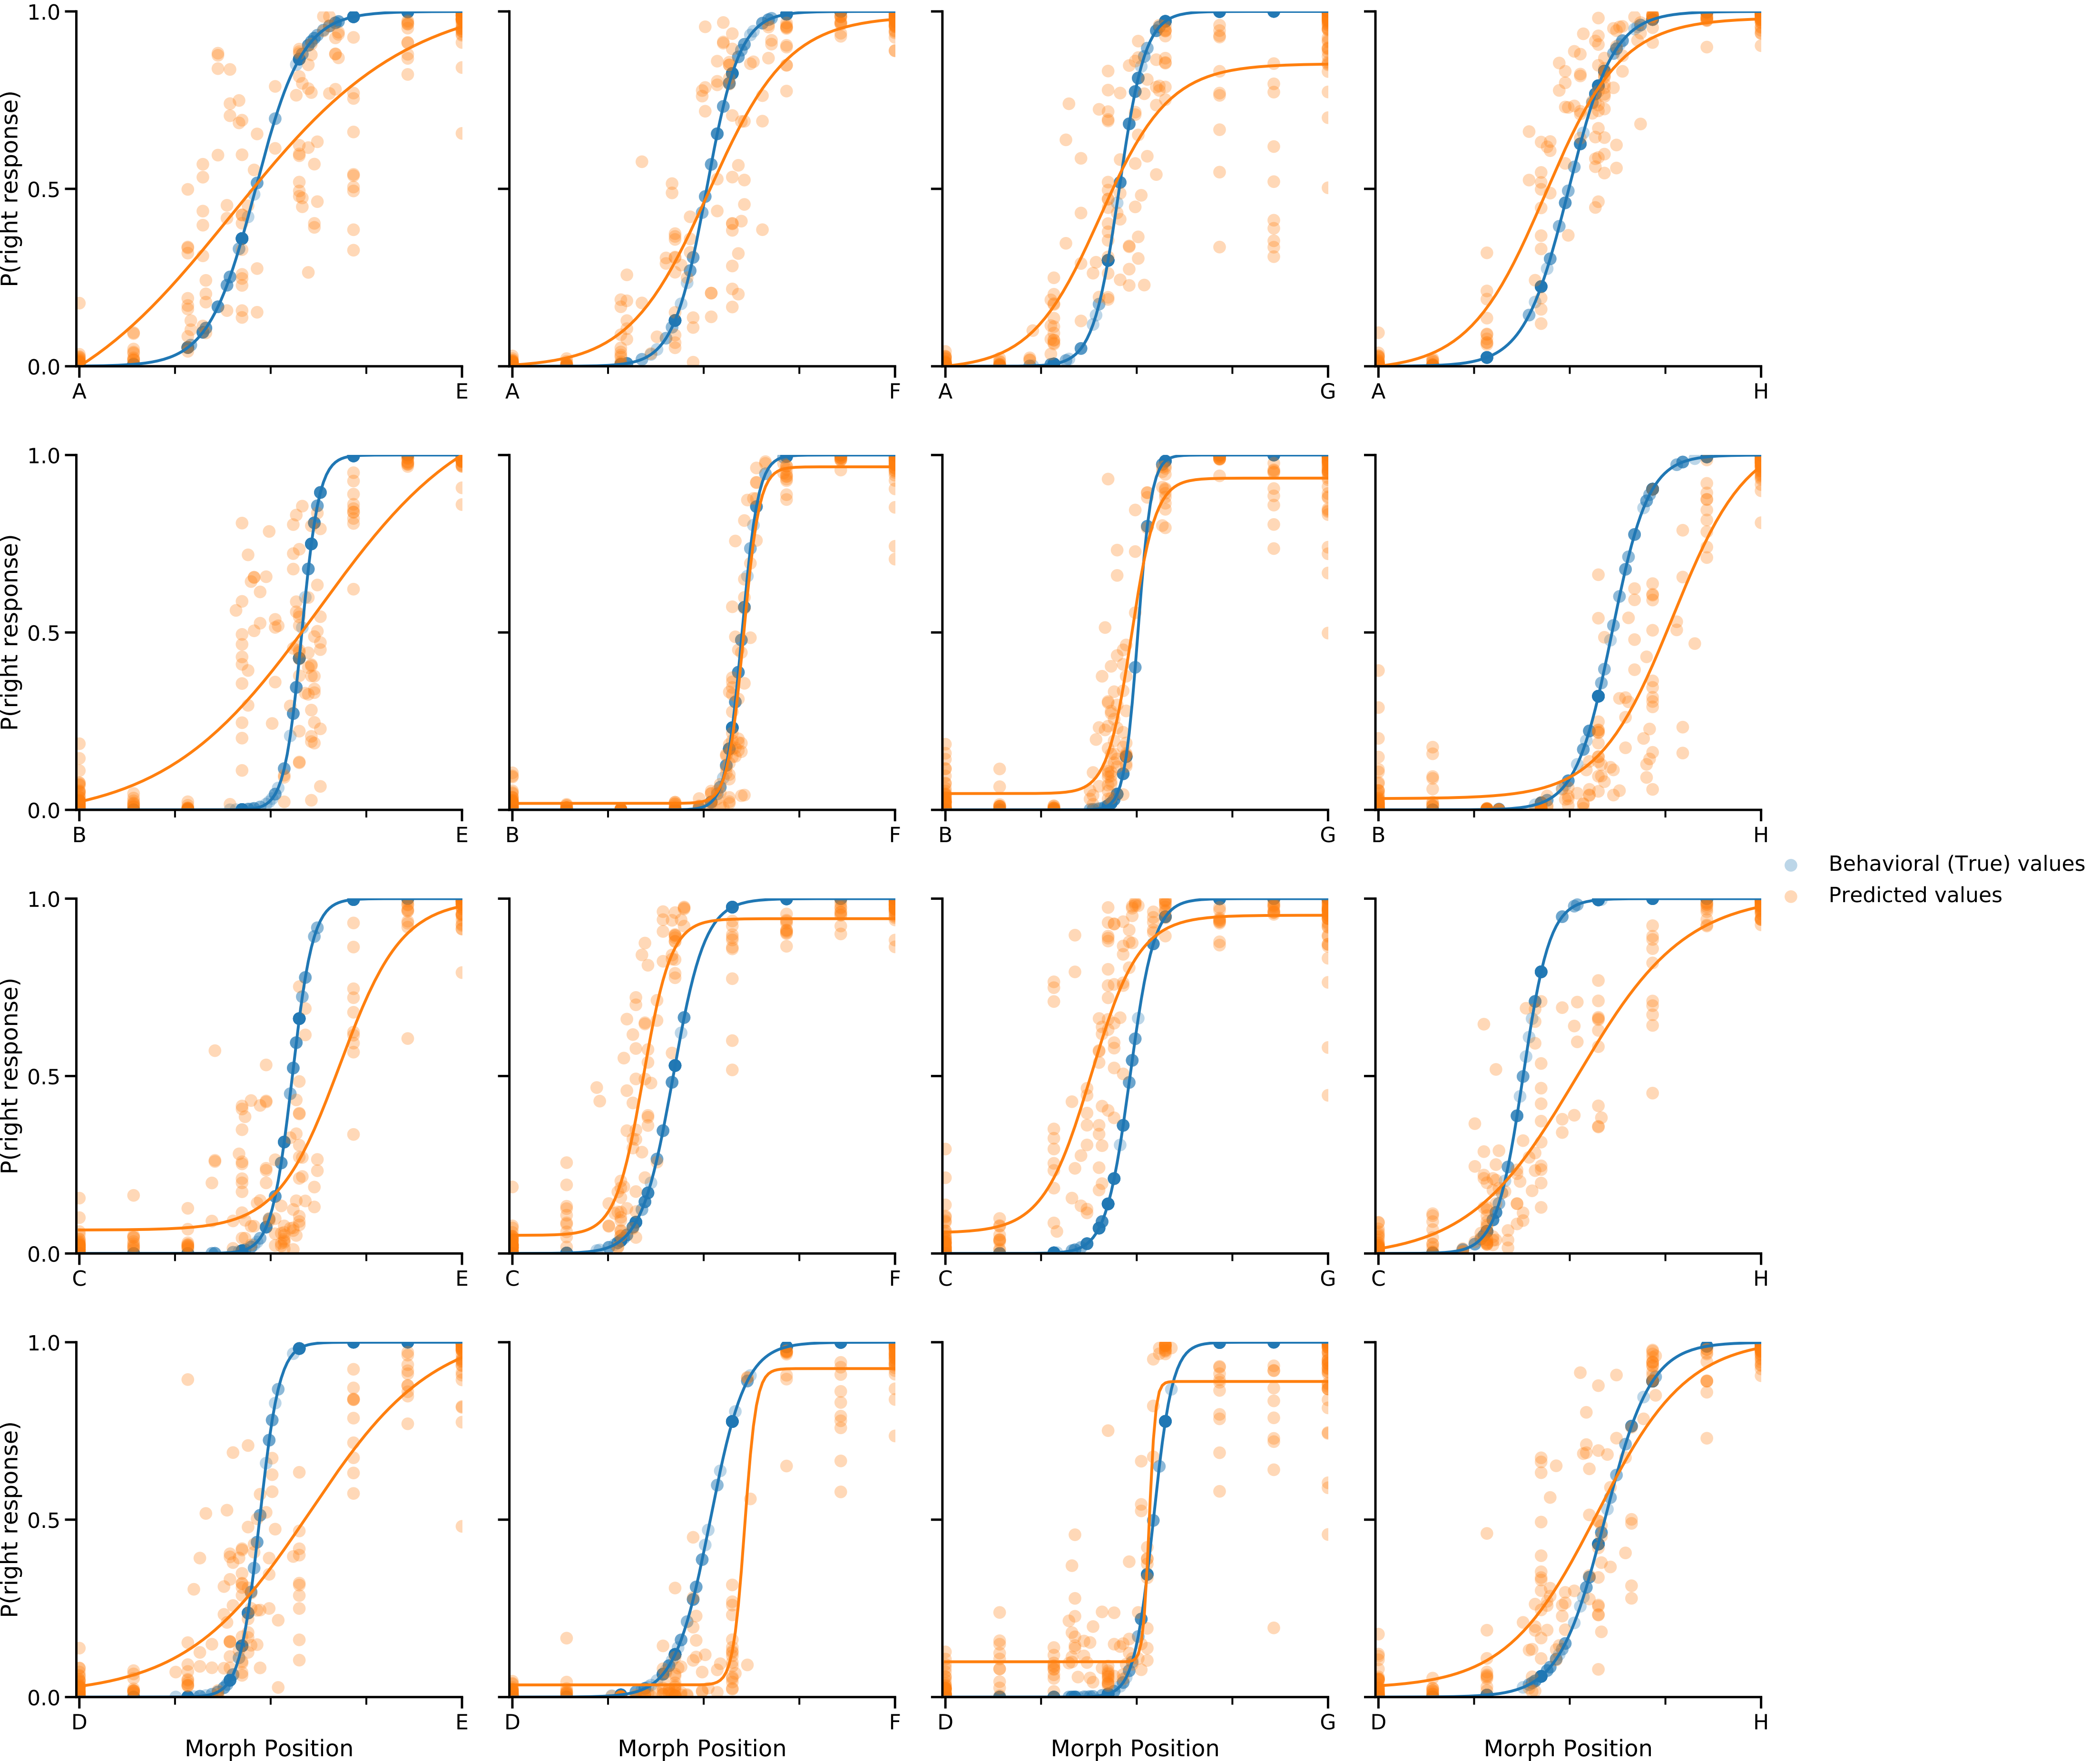 P(right response)
1.0
0.5
0.0
A E
A F
A G
A H
P(right response)
1.0
0.5
0.0
B E
B F
B G
B H
Behavioral (True) values
Predicted values
P(right response)
1.0
0.5
0.0
C E
C F
C G
C H
P(right response)
1.0
0.5
0.0
D E
D F
D G
D H
Morph Position
Morph Position
Morph Position
Morph Position